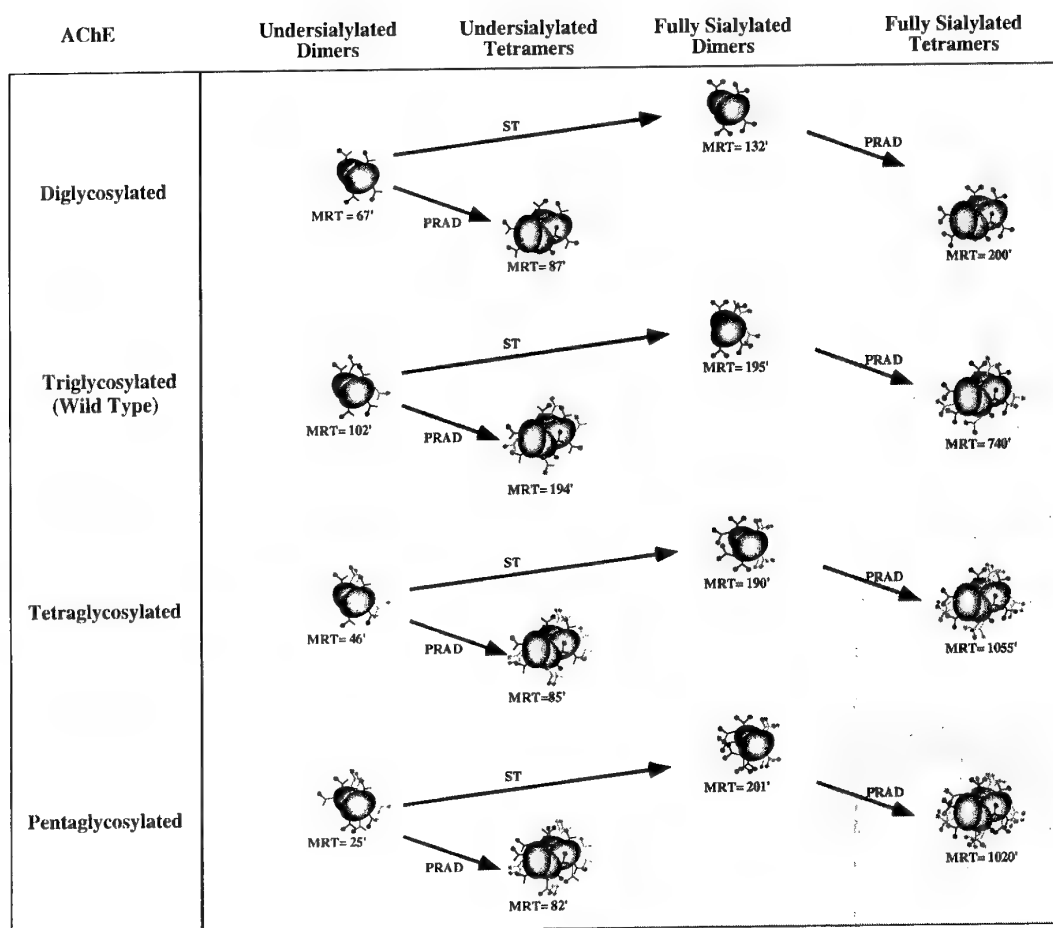 AChE
Undersialylated
Dimers
Undersialylated
Tetramers
Fully Sialylated
Dimers
Fully Sialylated
Tetramers
Diglycosylated
MRT = 67'
ST
PRAD
MRT= 87'
MRT= 132'
PRAD
MRT= 200'
Triglycosylated
(Wild Type)
MRT= 102'
ST
PRAD
MRT= 194'
MRT= 195'
PRAD
MRT= 740'
Tetraglycosylated
MRT= 46'
ST
PRAD
MRT=85'
MRT= 190'
PRAD
MRT= 1055'
Pentaglycosylated
MRT= 25'
ST
PRAD
MRT= 82'
MRT= 201'
PRAD
MRT= 1020'